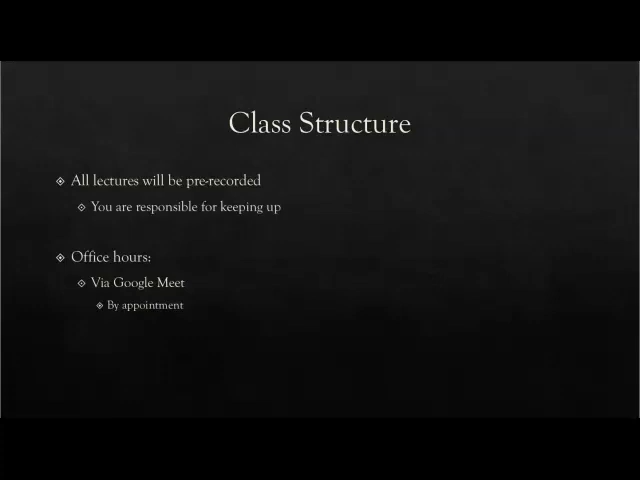 Class Structure
All lectures will be pre-recorded
You are responsible for keeping up
Office hours:
Via Google Meet
By appointment